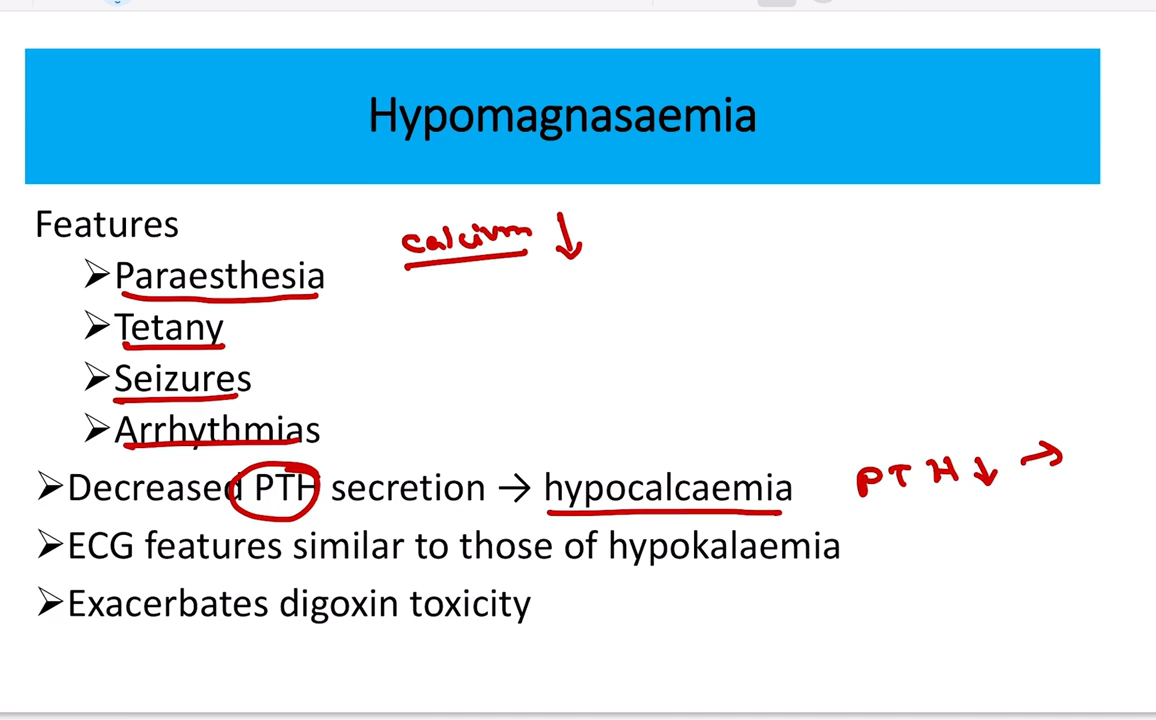 Hypomagnasaemia
Features
calcium ↓
➢Paraesthesia
➢Tetany
➢Seizures
➢Arrhythmias
➢Decreased PTH secretion → hypocalcaemia
PTH↓ →
➢ECG features similar to those of hypokalaemia
➢Exacerbates digoxin toxicity